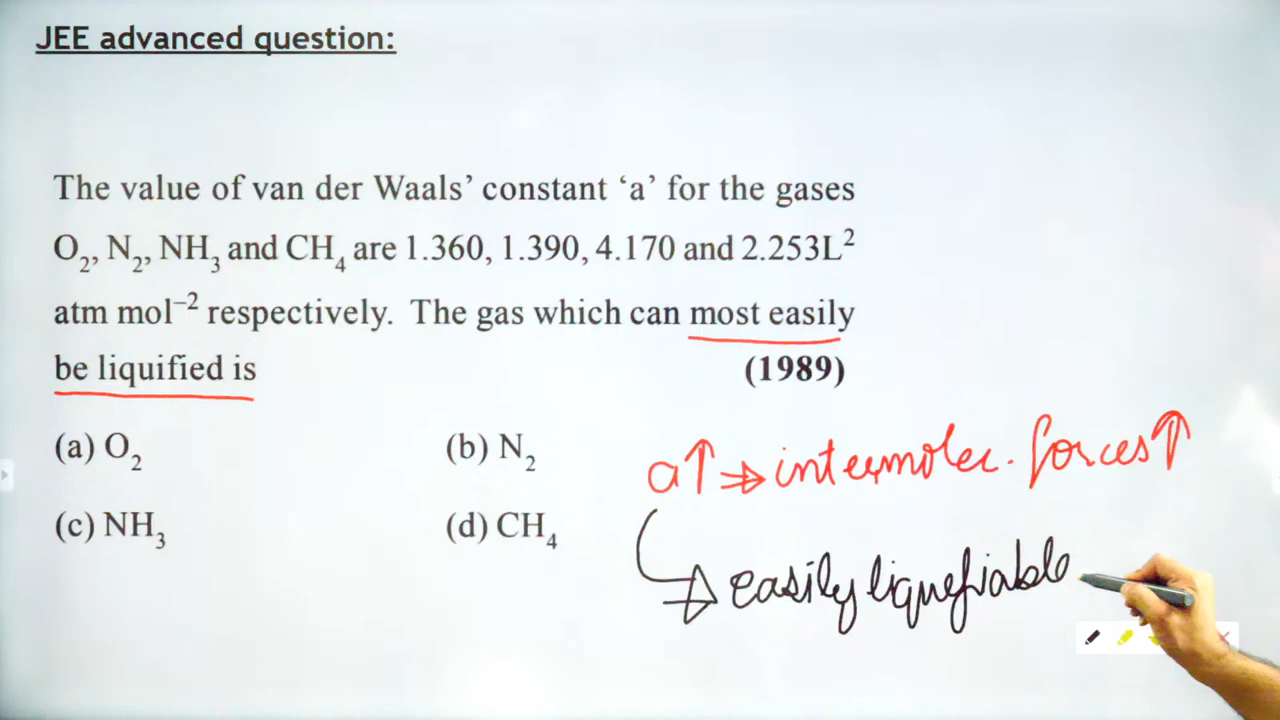 JEE advanced question:
The value of van der Waals’ constant ‘a’ for the gases
O₂, N₂, NH₃ and CH₄ are 1.360, 1.390, 4.170 and 2.253L²
atm mol⁻² respectively. The gas which can most easily
be liquified is (1989)
(a) O₂ (b) N₂
(c) NH₃ (d) CH₄
a↑ ⇒ intermolec. forces↑
↳ easily liquefiable